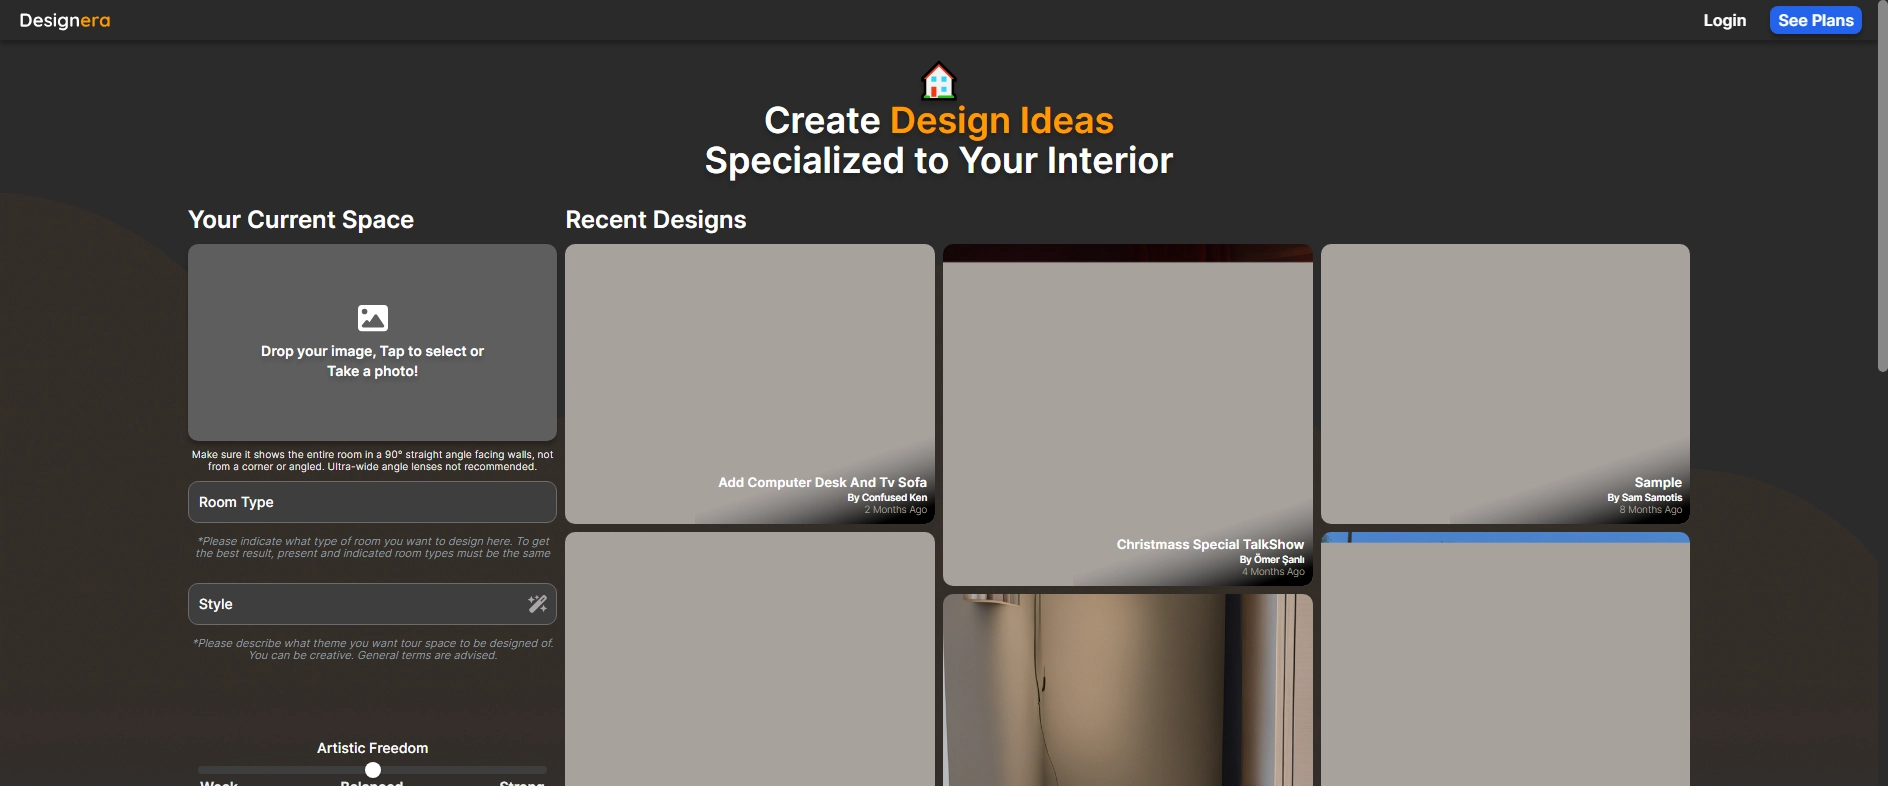 Designera
Login
See Plans
Create Design Ideas
Specialized to Your Interior
Your Current Space
Drop your image, Tap to select or
Take a photo!
Make sure it shows the entire room in a 90° straight angle facing walls, not
from a corner or angled. Ultra-wide angle lenses not recommended.
Room Type
*Please indicate what type of room you want to design here. To get
the best result, present and indicated room types must be the same
Style
*Please describe what theme you want tour space to be designed of.
You can be creative. General terms are advised.
Artistic Freedom
Weak
Balanced
Strong
Recent Designs
Add Computer Desk And Tv Sofa
By Confused Ken
2 Months Ago
Christmass Special TalkShow
By Ömer Şanlı
4 Months Ago
Sample
By Sam Samotis
8 Months Ago